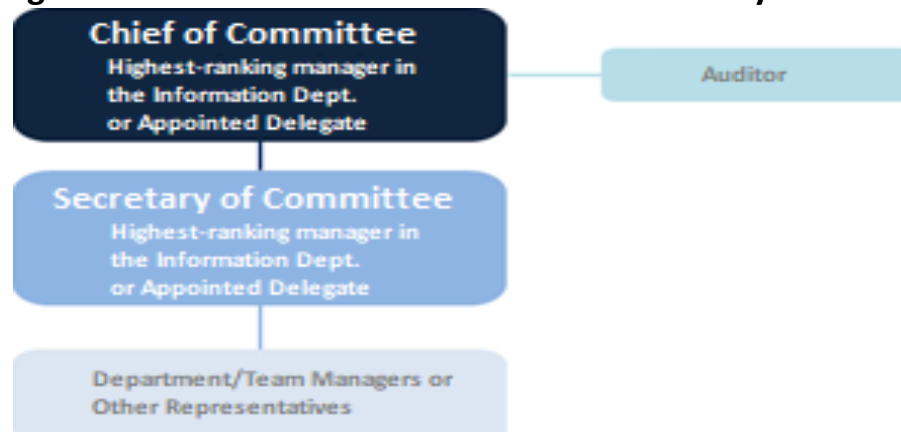 Chief of Committee
Highest-ranking manager in
the Information Dept.
or Appointed Delegate
Auditor
Secretary of Committee
Highest-ranking manager in
the Information Dept.
or Appointed Delegate
Department/Team Managers or
Other Representatives